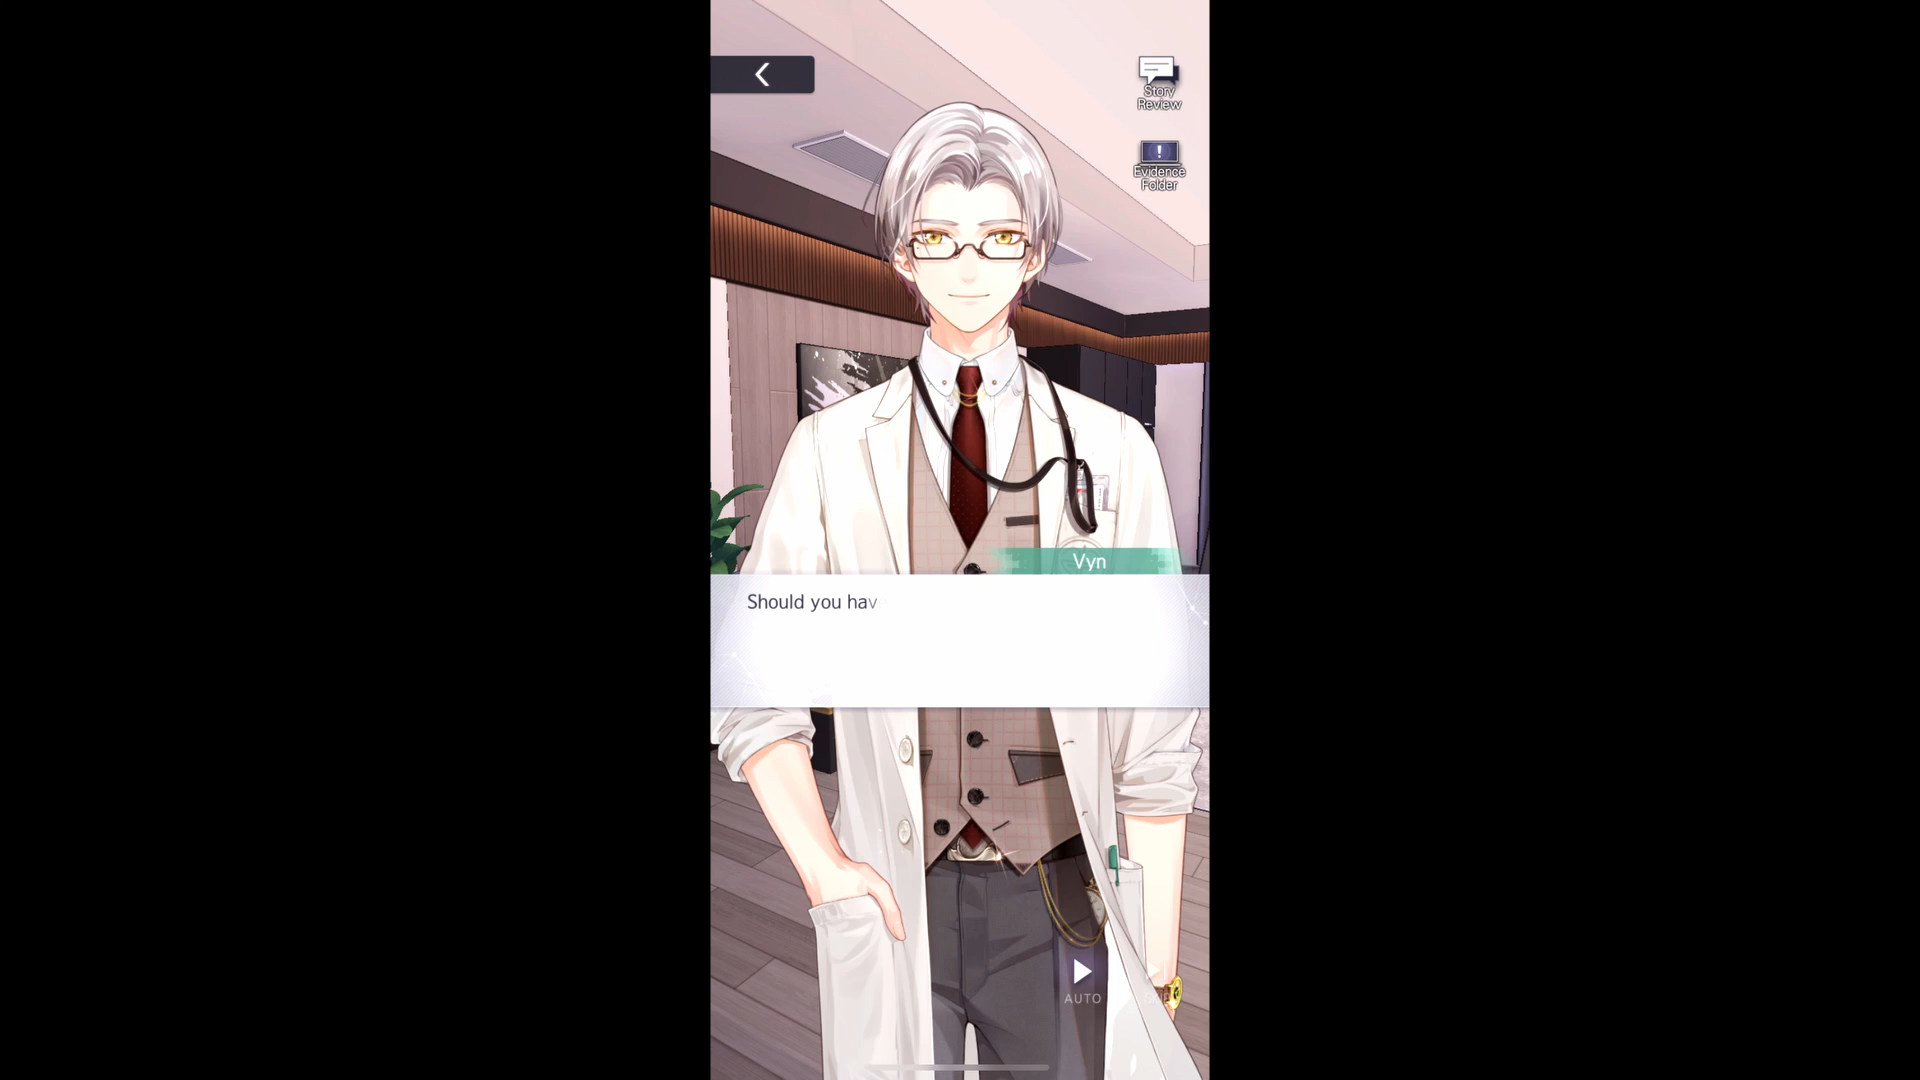 Story
Review
Evidence
Folder
Vyn
Should you hav
AUTO